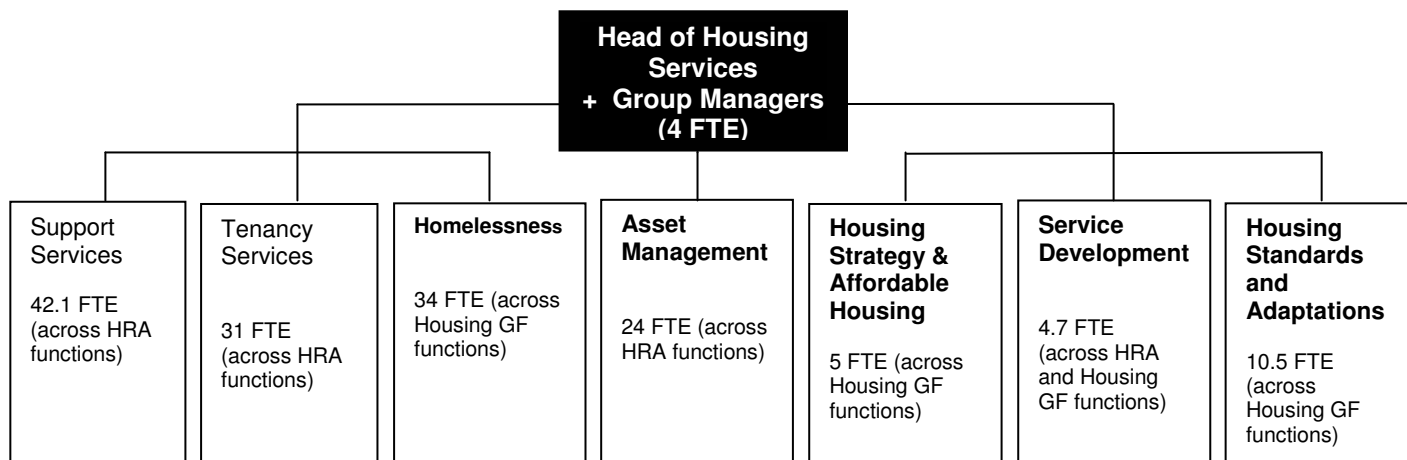 Head of Housing
Services
+ Group Managers
(4 FTE)
Support
Services
42.1 FTE
(across HRA
functions)
Tenancy
Services
31 FTE
(across HRA
functions)
Homelessness
34 FTE (across
Housing GF
functions)
Asset
Management
24 FTE (across
HRA functions)
Housing
Strategy &
Affordable
Housing
5 FTE (across
Housing GF
functions)
Service
Development
4.7 FTE
(across HRA
and Housing
GF functions)
Housing
Standards
and
Adaptations
10.5 FTE
(across
Housing GF
functions)